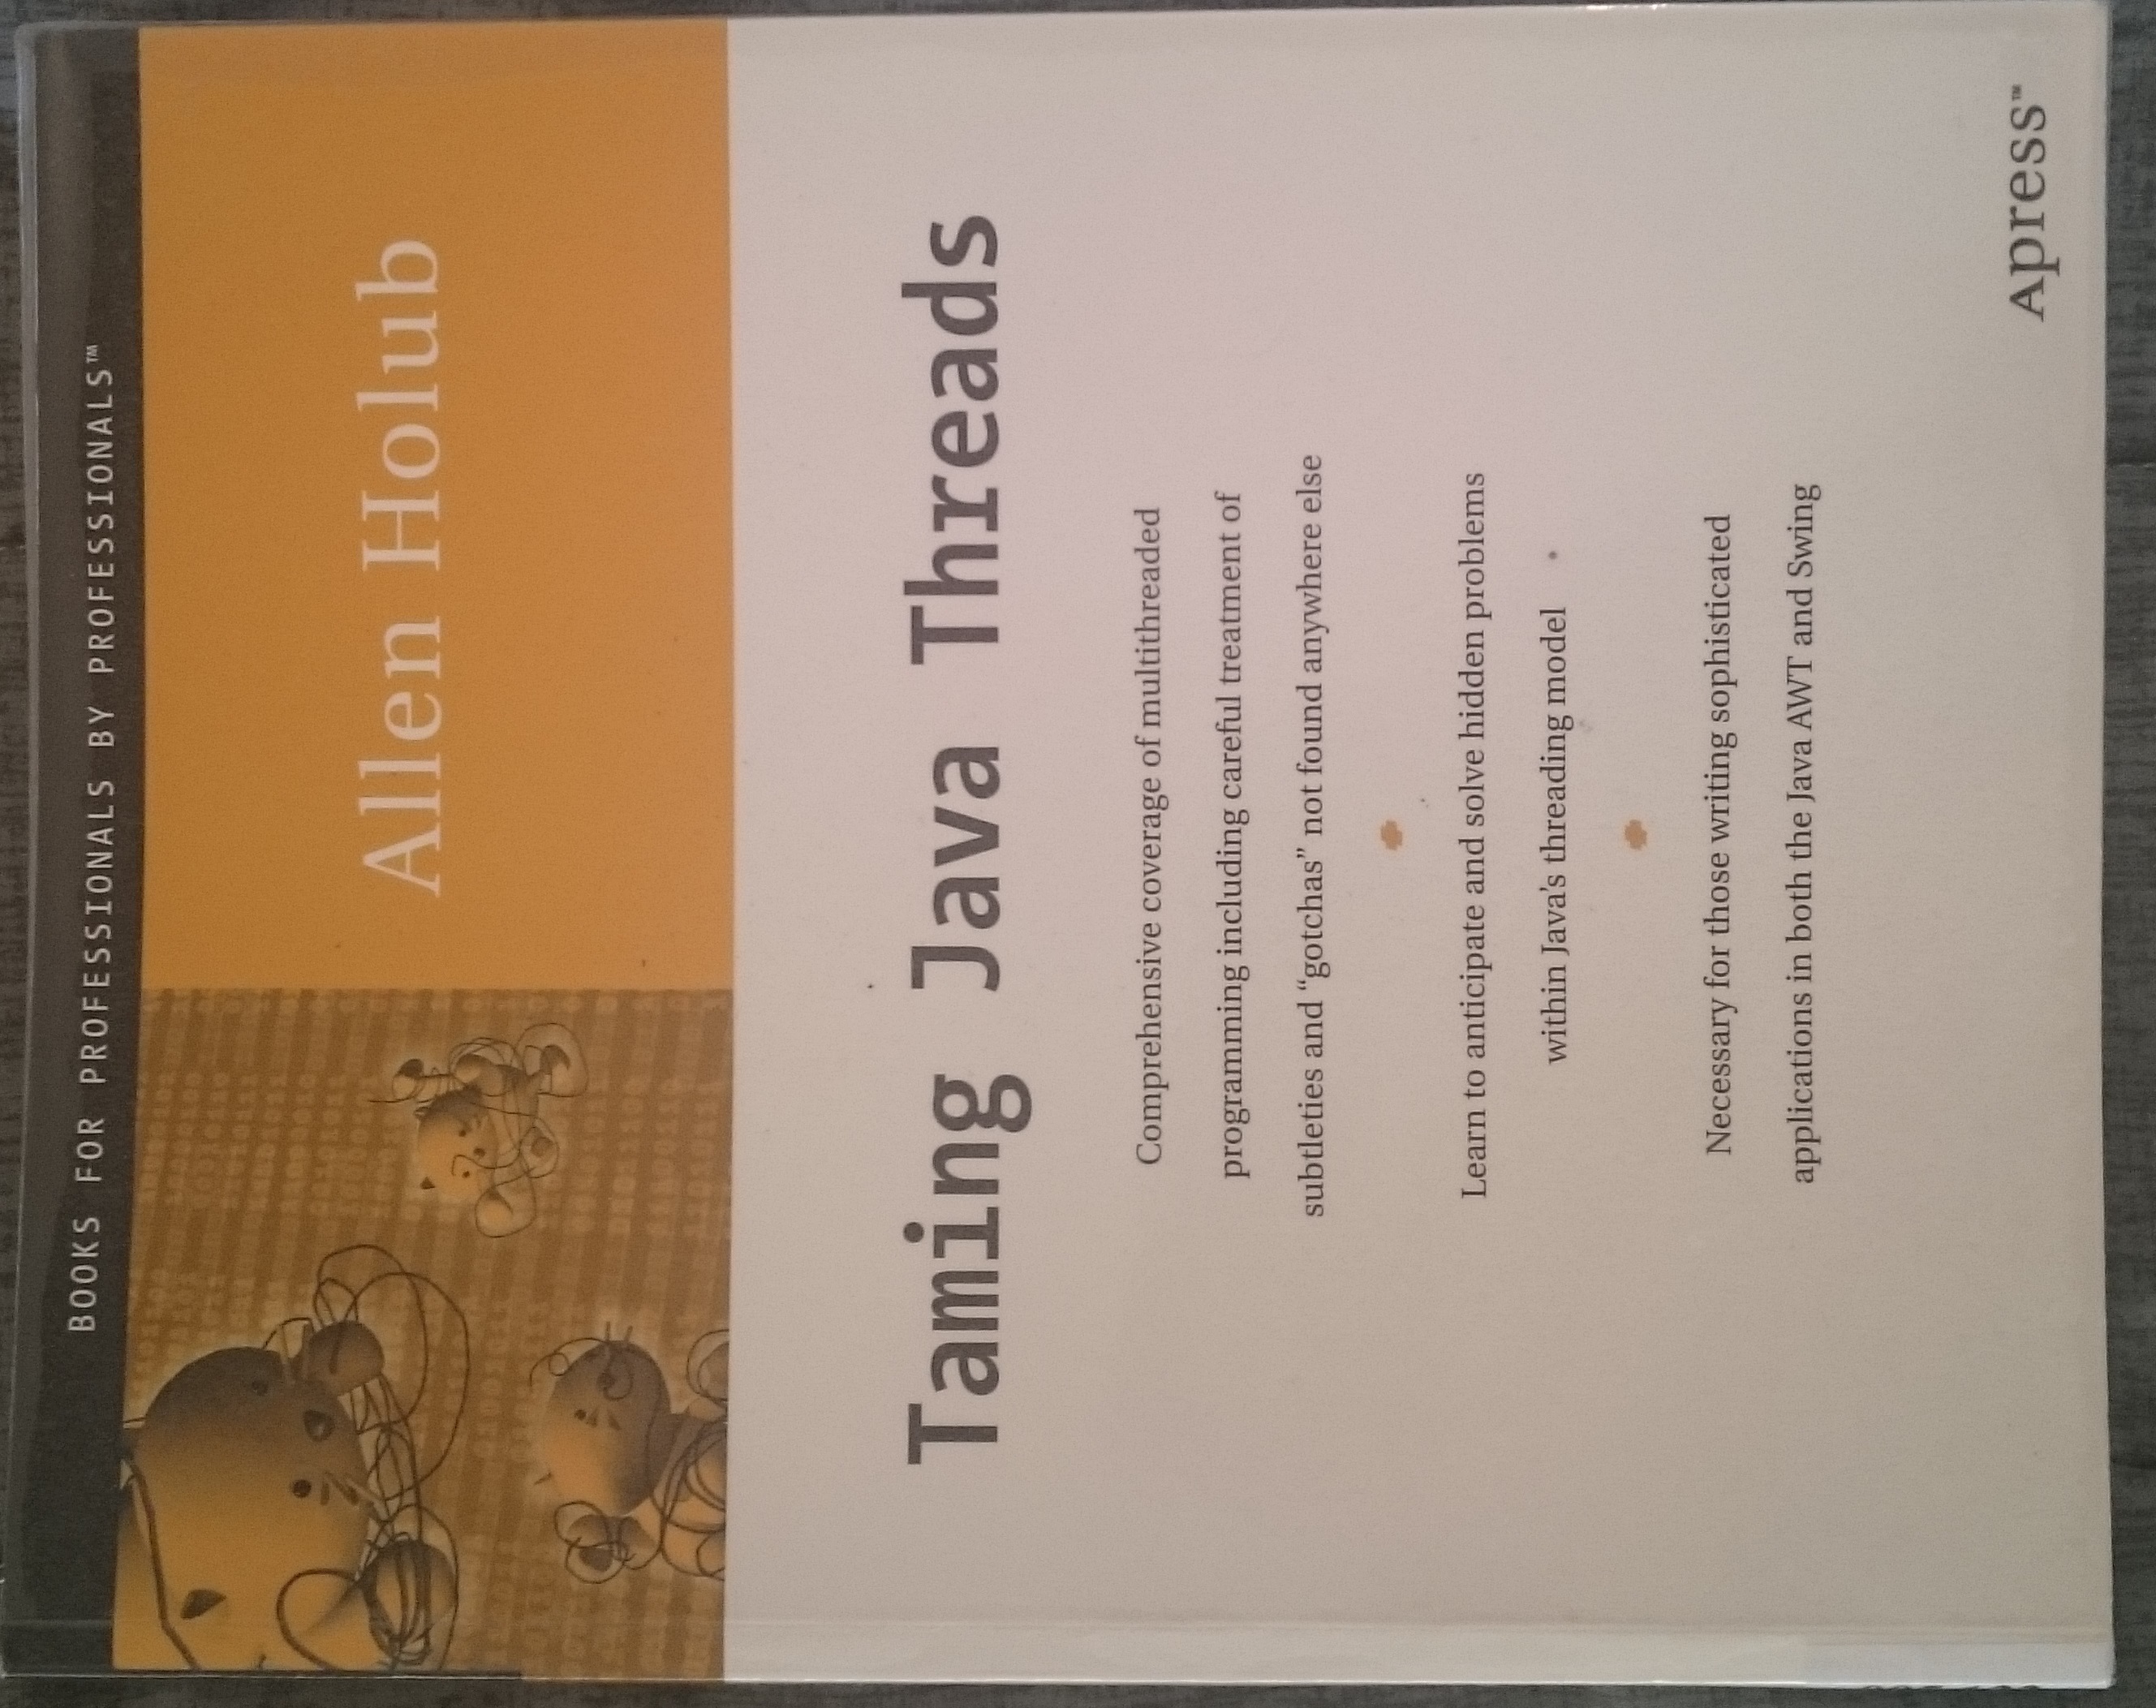 BOOKS FOR PROFESSIONALS BY PROFESSIONALS™
Allen Holub
Taming Java Threads
Comprehensive coverage of multithreaded
programming including careful treatment of
subtleties and “gotchas” not found anywhere else
Learn to anticipate and solve hidden problems
within Java’s threading model
Necessary for those writing sophisticated
applications in both the Java AWT and Swing
Apress™